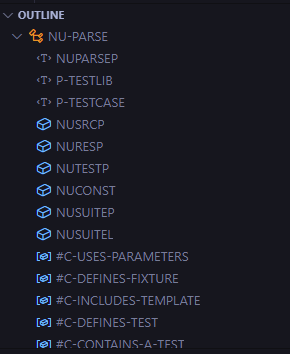 OUTLINE
NU-PARSE
<T> NUPARSEP
<T> P-TESTLIB
<T> P-TESTCASE
NUSRCP
NURESP
NUTESTP
NUCONST
NUSUITEP
NUSUITEL
#C-USES-PARAMETERS
#C-DEFINES-FIXTURE
#C-INCLUDES-TEMPLATE
#C-DEFINES-TEST
#C-CONTAINS-A-TEST